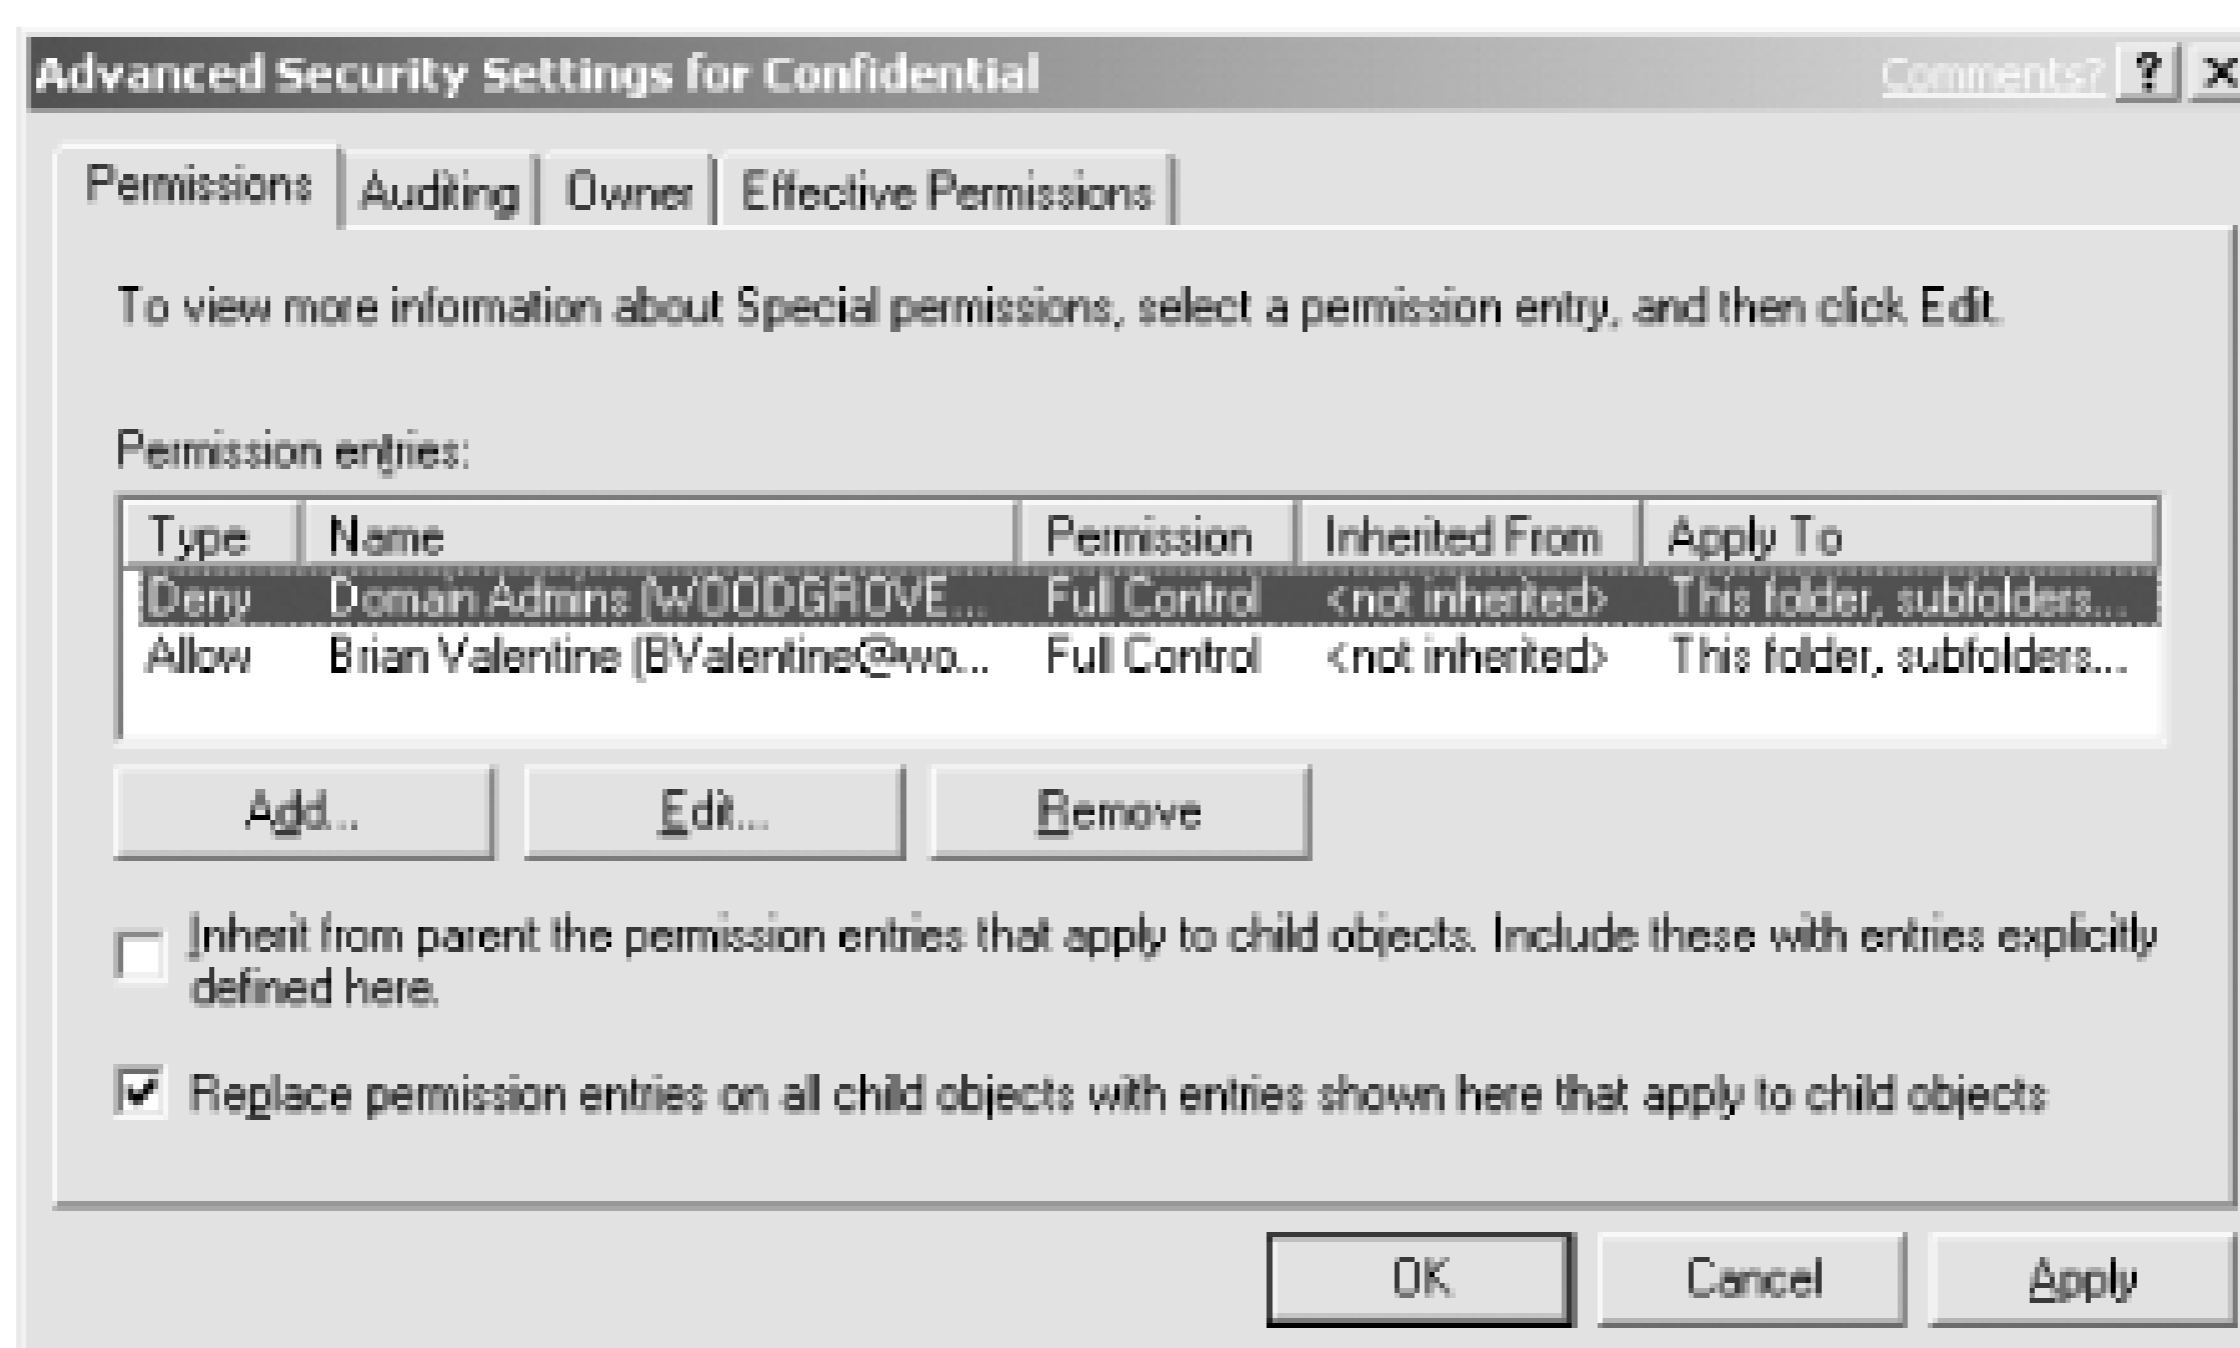 Advanced Security Settings for Confidential Comments? ? X
Permissions Auditing Owner Effective Permissions
To view more information about Special permissions, select a permission entry, and then click Edit.
Permission entries:
Type Name Permission Inherited From Apply To
Deny Domain Admins (WOODGROVE... Full Control <not inherited> This folder, subfolders...
Allow Brian Valentine (BValentine@wo... Full Control <not inherited> This folder, subfolders...
Add... Edit... Remove
Inherit from parent the permission entries that apply to child objects. Include these with entries explicitly
defined here.
Replace permission entries on all child objects with entries shown here that apply to child objects
OK Cancel Apply